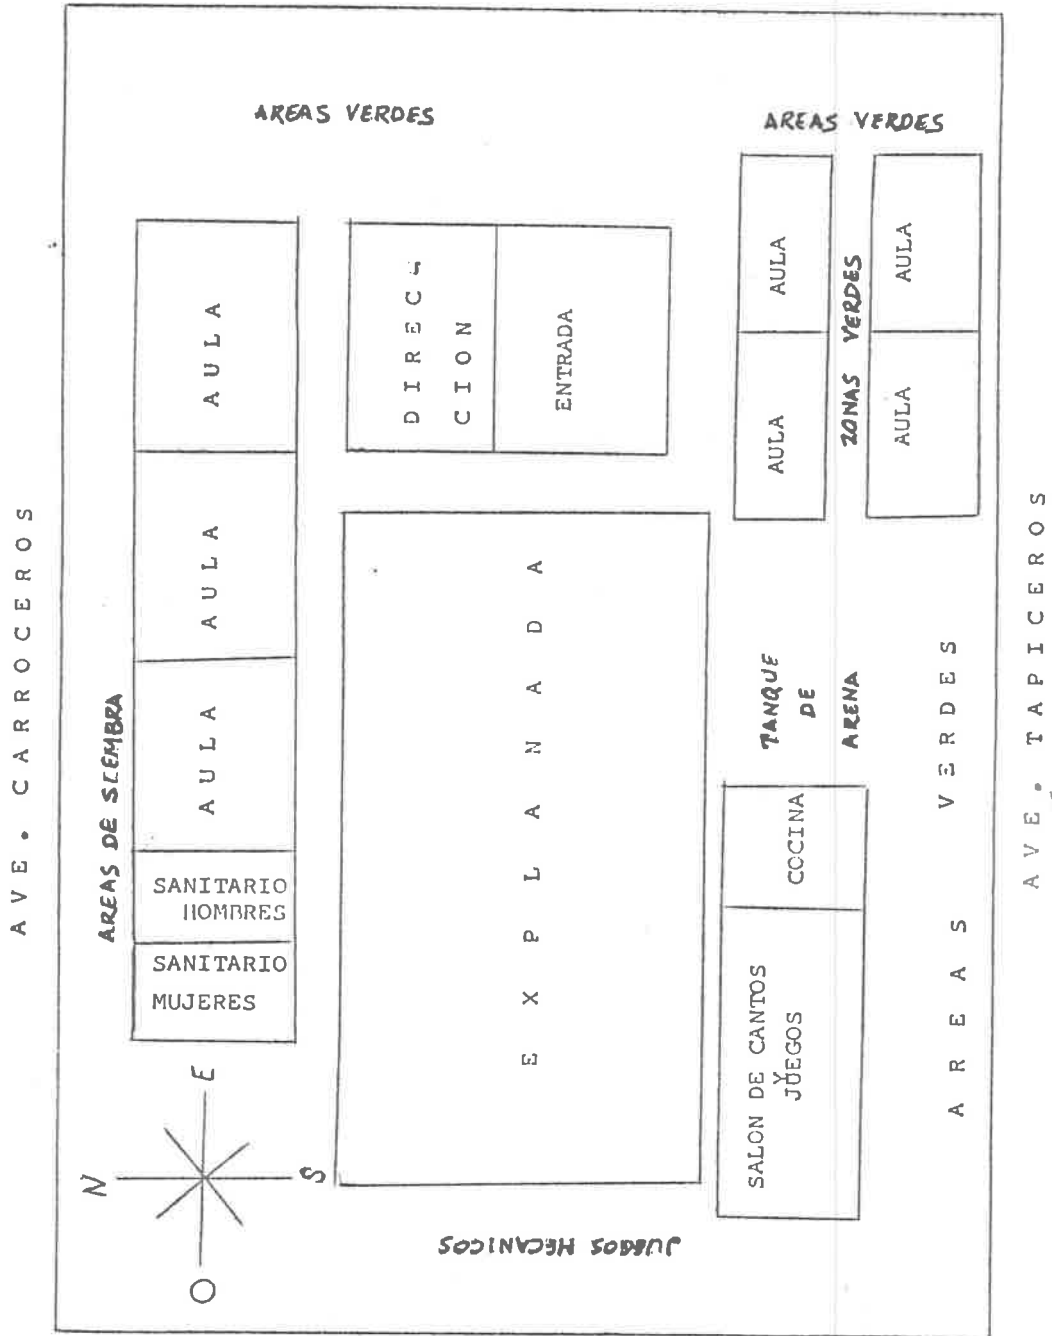 AVE. CARROCEROS
AREAS DE SIEMBRA
AREAS VERDES
AREAS VERDES
AULA
AULA
AULA
SANITARIO
HOMBRES
SANITARIO
MUJERES
DIREC-
CION
ENTRADA
EXPLANADA
AULA
AULA
ZONAS VERDES
AULA
AULA
TANQUE
DE
ARENA
COCINA
SALON DE CANTOS
Y
JUEGOS
AREAS VERDES
JUEGOS MECANICOS
N
E
S
O
AVE. TAPICEROS